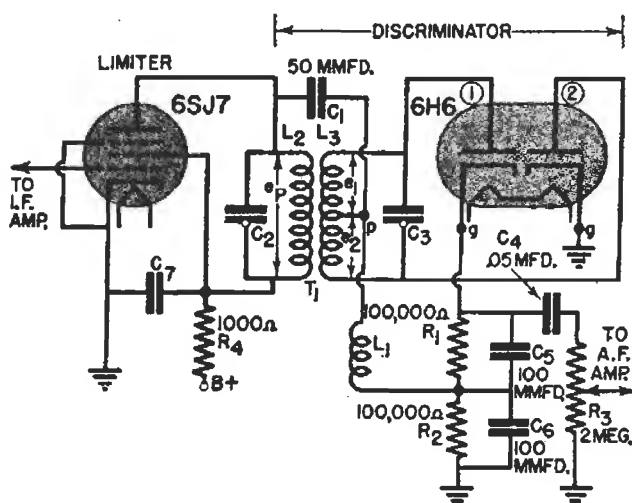 DISCRIMINATOR
LIMITER
50 MMFD.
6SJ7
C1
6H6
1
2
L2
L3
TO
I.F.
AMP.
ep
e1
e2
p
C2
C3
g
g
C4
.05 MFD.
C7
T1
1000Ω
R4
B+
L1
100,000Ω
R1
C5
100
MMFD.
TO
A.F.
AMP.
100,000Ω
R2
C6
100
MMFD.
R3
2 MEG.